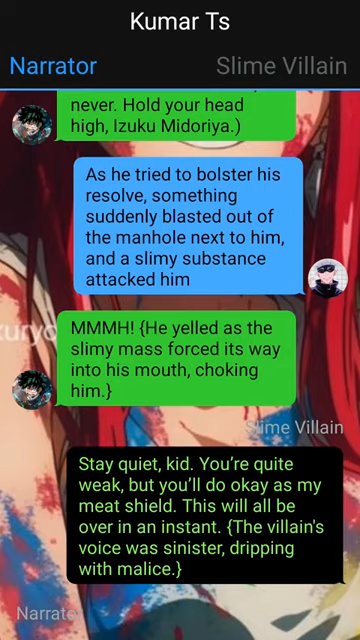 Kumar Ts
Narrator
Slime Villain
never. Hold your head
high, Izuku Midoriya.)
As he tried to bolster his
resolve, something
suddenly blasted out of
the manhole next to him,
and a slimy substance
attacked him
MMMH! {He yelled as the
slimy mass forced its way
into his mouth, choking
him.}
Slime Villain
Stay quiet, kid. You're quite
weak, but you'll do okay as my
meat shield. This will all be
over in an instant. {The villain's
voice was sinister, dripping
with malice.}
Narrator